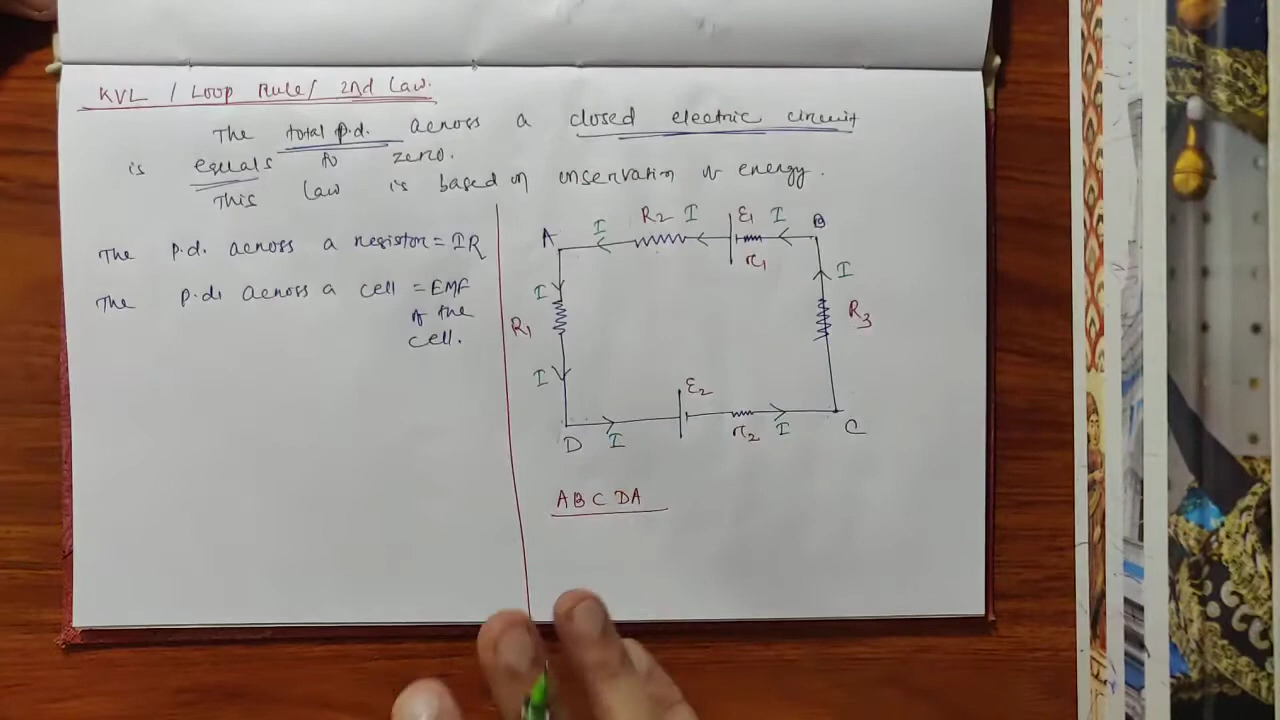 KVL / Loop Rule / 2nd Law.
The total p.d. across a closed electric circuit
is equals to zero.
This law is based on conservation of energy.
The p.d. across a resistor = IR
The p.d. across a cell = EMF
of the
cell.
A I R2 I ε1 I B
r1
I I
R1 R3
I
ε2
D I r2 I C
A B C D A